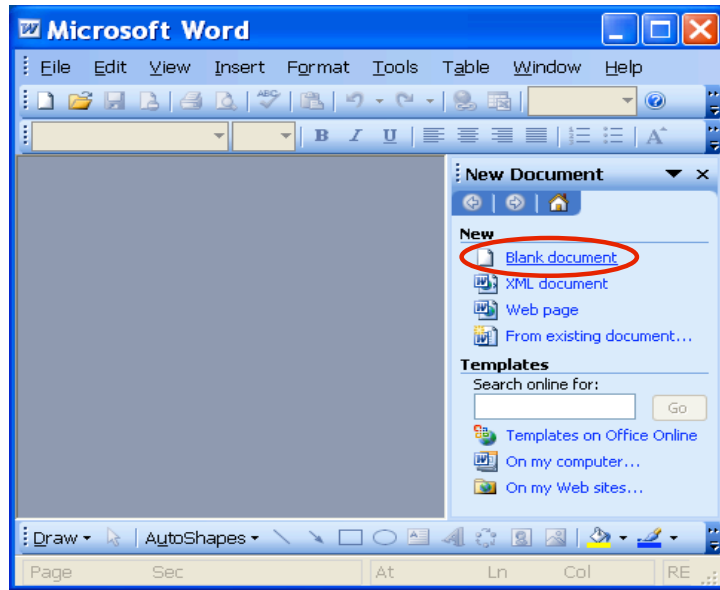 Microsoft Word
File Edit View Insert Format Tools Table Window Help
ABC
B I U A
New Document
New
Blank document
XML document
Web page
From existing document...
Templates
Search online for:
Go
Templates on Office Online
On my computer...
On my Web sites...
Draw AutoShapes
Page Sec At Ln Col RE